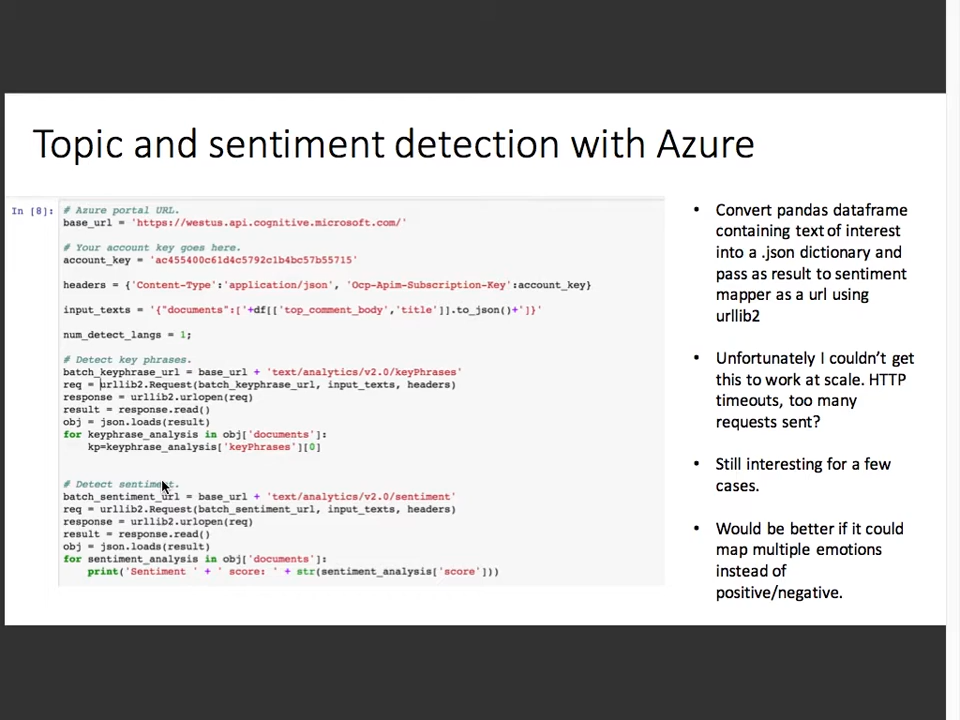 Topic and sentiment detection with Azure
In [8]:
# Azure portal URL.
base_url = 'https://westus.api.cognitive.microsoft.com/'
# Your account key goes here.
account_key = 'ac455400c61d4c5792c1b4bc57b55715'
headers = {'Content-Type':'application/json', 'Ocp-Apim-Subscription-Key':account_key}
input_texts = '{"documents":['+df[['top_comment_body','title']].to_json()+']}'
num_detect_langs = 1;
# Detect key phrases.
batch_keyphrase_url = base_url + 'text/analytics/v2.0/keyPhrases'
req = urllib2.Request(batch_keyphrase_url, input_texts, headers)
response = urllib2.urlopen(req)
result = response.read()
obj = json.loads(result)
for keyphrase_analysis in obj['documents']:
    kp=keyphrase_analysis['keyPhrases'][0]
# Detect sentiment.
batch_sentiment_url = base_url + 'text/analytics/v2.0/sentiment'
req = urllib2.Request(batch_sentiment_url, input_texts, headers)
response = urllib2.urlopen(req)
result = response.read()
obj = json.loads(result)
for sentiment_analysis in obj['documents']:
    print('Sentiment ' + ' score: ' + str(sentiment_analysis['score']))
• Convert pandas dataframe
containing text of interest
into a .json dictionary and
pass as result to sentiment
mapper as a url using
urllib2
• Unfortunately I couldn't get
this to work at scale. HTTP
timeouts, too many
requests sent?
• Still interesting for a few
cases.
• Would be better if it could
map multiple emotions
instead of
positive/negative.